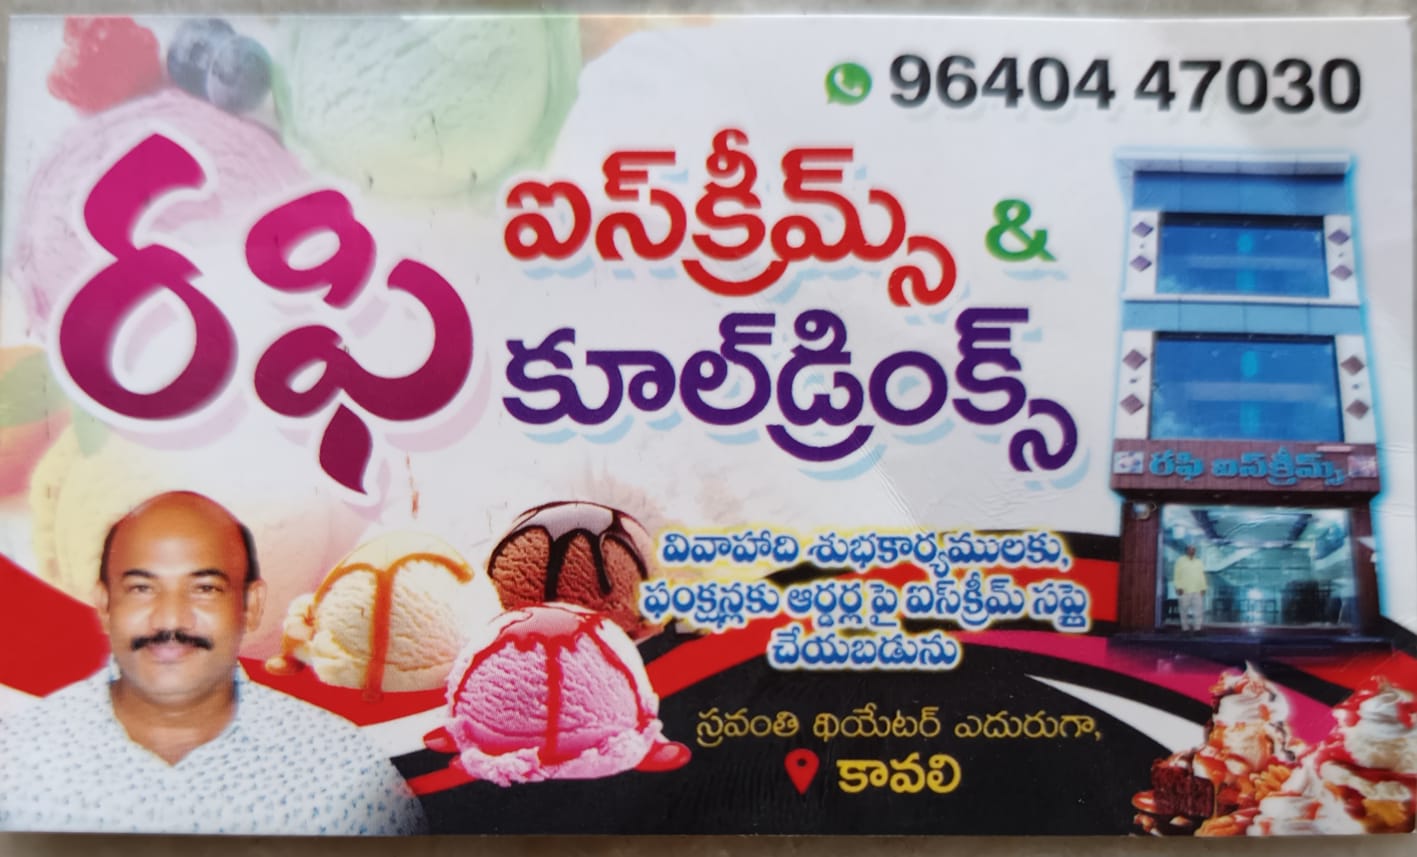 96404 47030
రఫి
ఐస్‌క్రీమ్స్ &
కూల్‌డ్రింక్స్
రఫి ఐస్‌క్రీమ్స్
వివాహాది శుభకార్యములకు,
ఫంక్షన్లకు ఆర్డర్ల పై ఐస్‌క్రీమ్ సప్లై
చేయబడును
స్రవంతి థియేటర్ ఎదురుగా,
కావలి